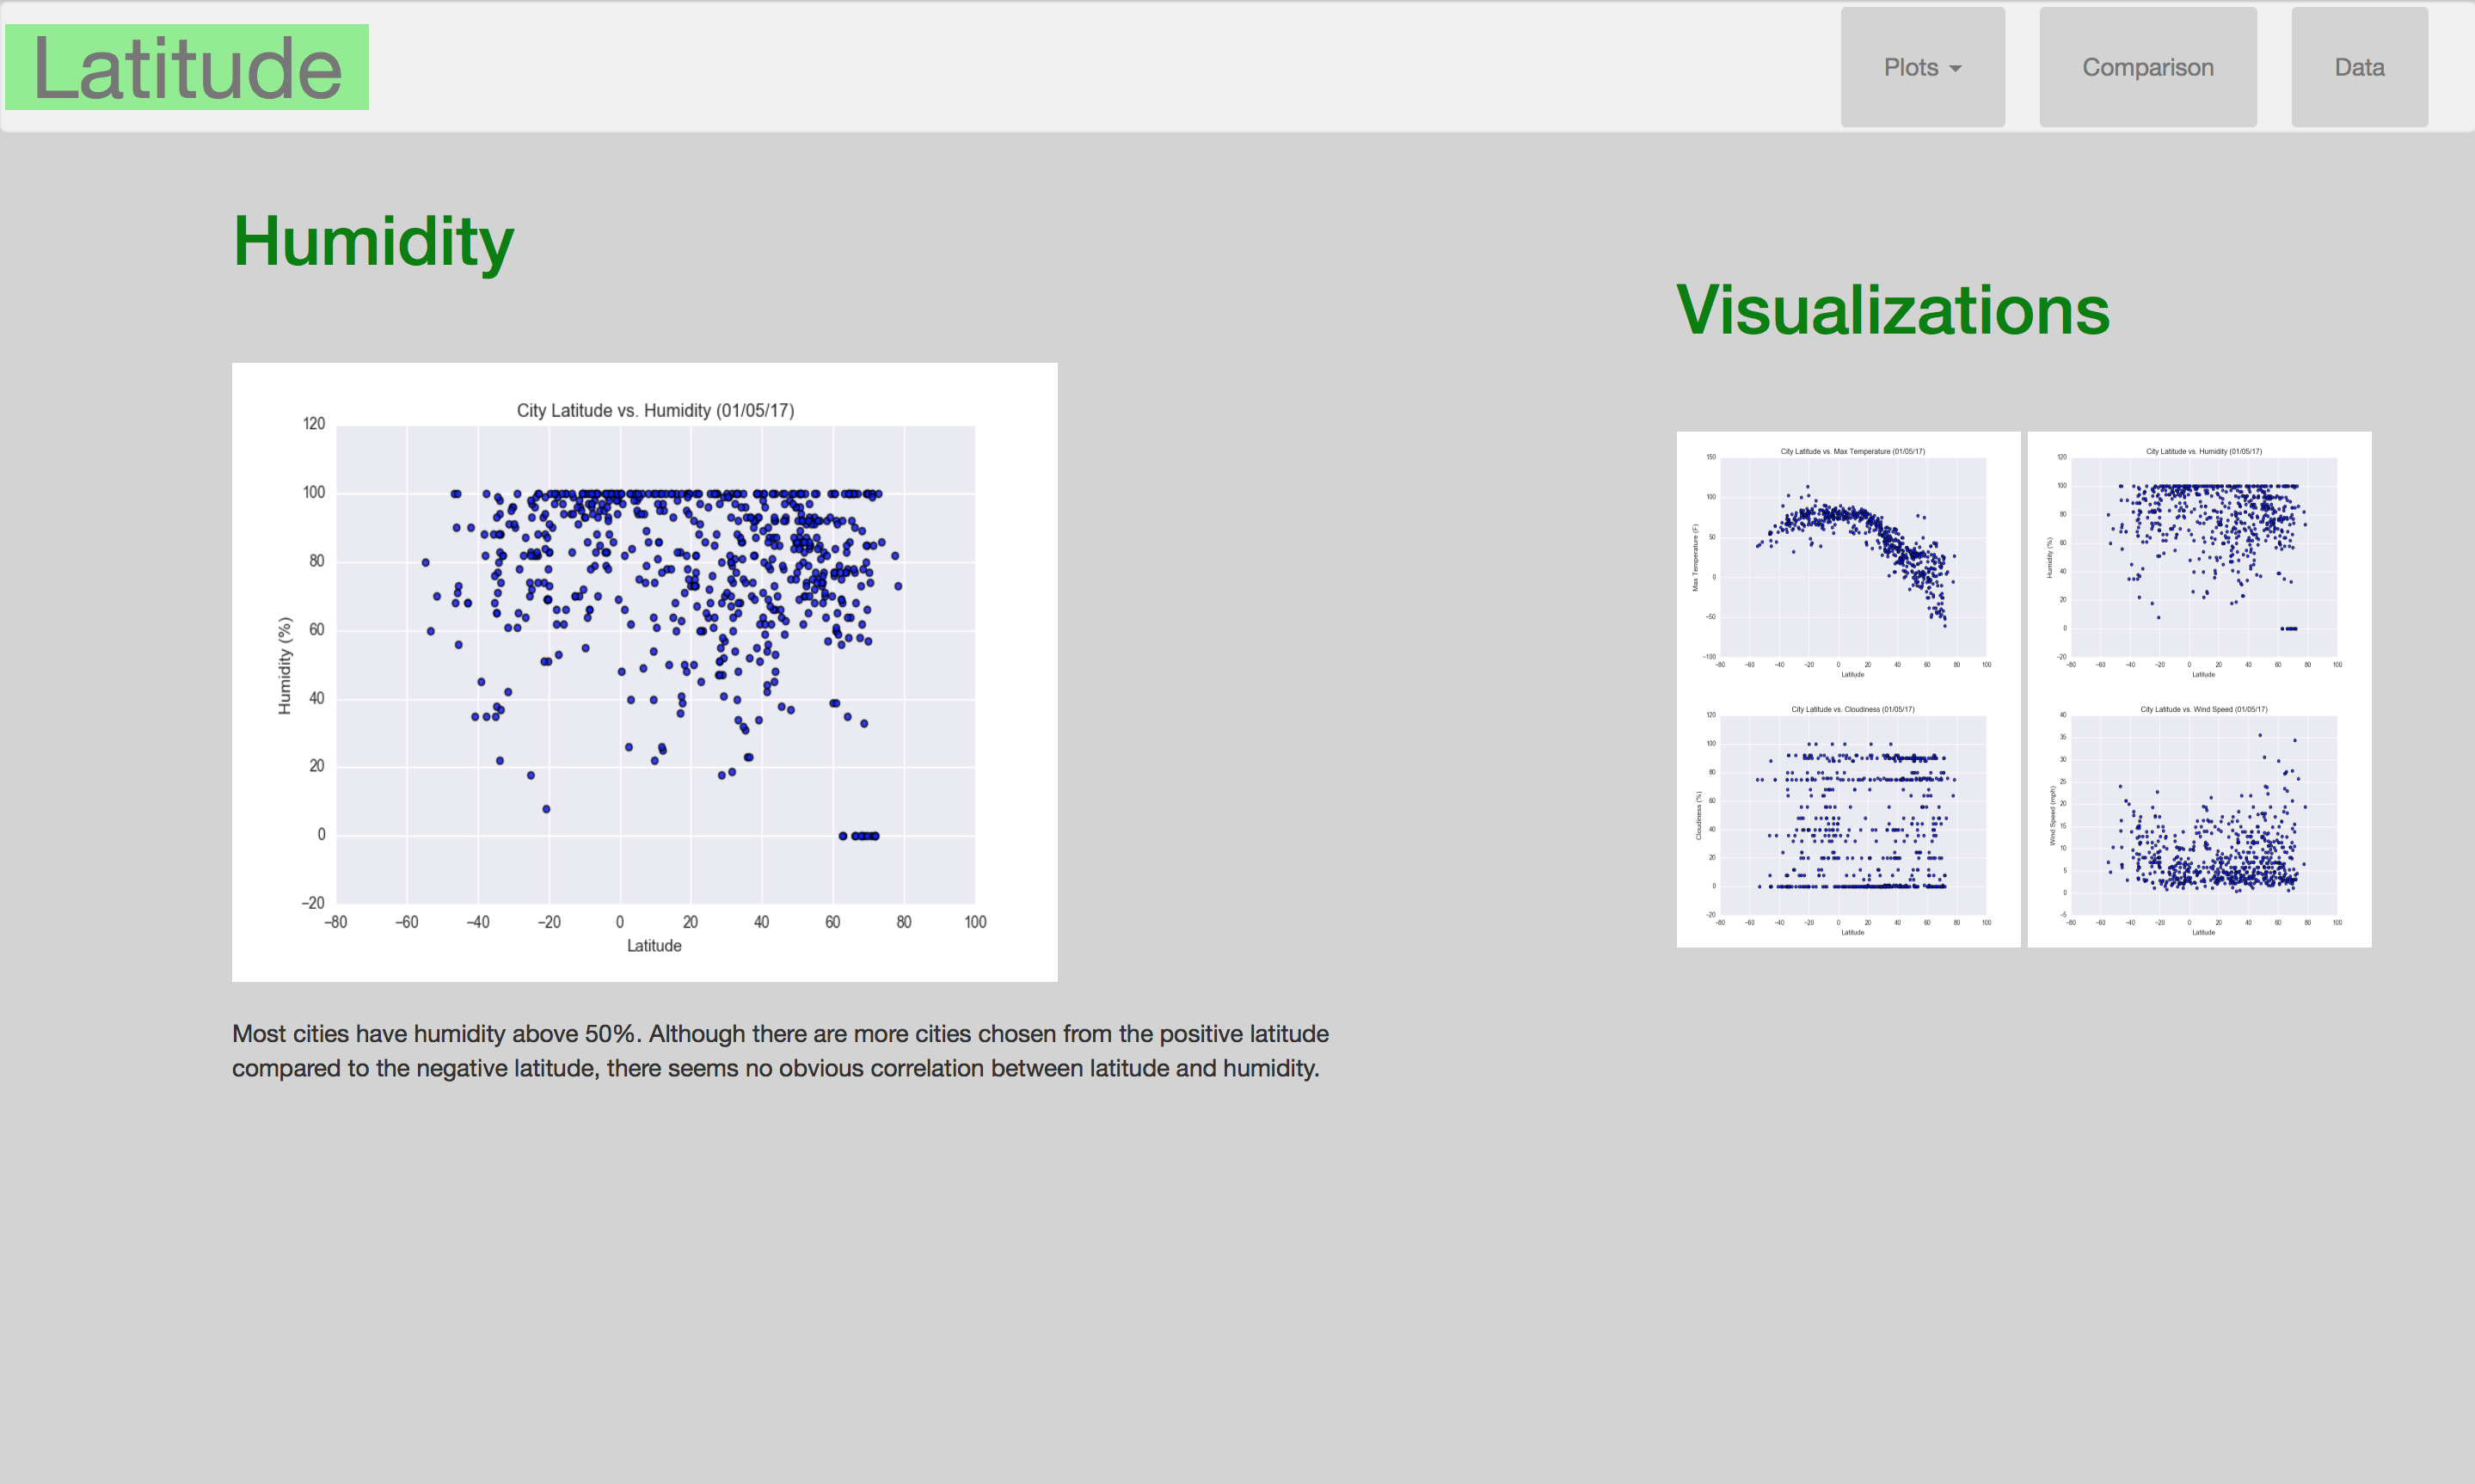 Latitude
Plots
Comparison
Data
Humidity
City Latitude vs. Humidity (01/05/17)
120
100
80
60
40
20
0
−20
Humidity (%)
−80 −60 −40 −20 0 20 40 60 80 100
Latitude
Most cities have humidity above 50%. Although there are more cities chosen from the positive latitude
compared to the negative latitude, there seems no obvious correlation between latitude and humidity.
Visualizations
City Latitude vs. Max Temperature (01/05/17)
150
100
50
0
−50
−100
Max Temperature (F)
−80 −60 −40 −20 0 20 40 60 80 100
Latitude
City Latitude vs. Humidity (01/05/17)
120
100
80
60
40
20
0
−20
Humidity (%)
−80 −60 −40 −20 0 20 40 60 80 100
Latitude
City Latitude vs. Cloudiness (01/05/17)
120
100
80
60
40
20
0
−20
Cloudiness (%)
−80 −60 −40 −20 0 20 40 60 80 100
Latitude
City Latitude vs. Wind Speed (01/05/17)
40
35
30
25
20
15
10
5
0
−5
Wind Speed (mph)
−80 −60 −40 −20 0 20 40 60 80 100
Latitude